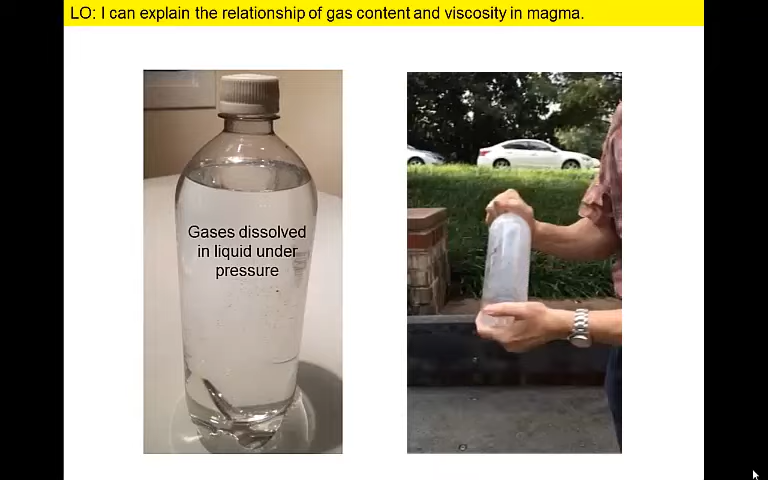 LO: I can explain the relationship of gas content and viscosity in magma.
Gases dissolved
in liquid under
pressure